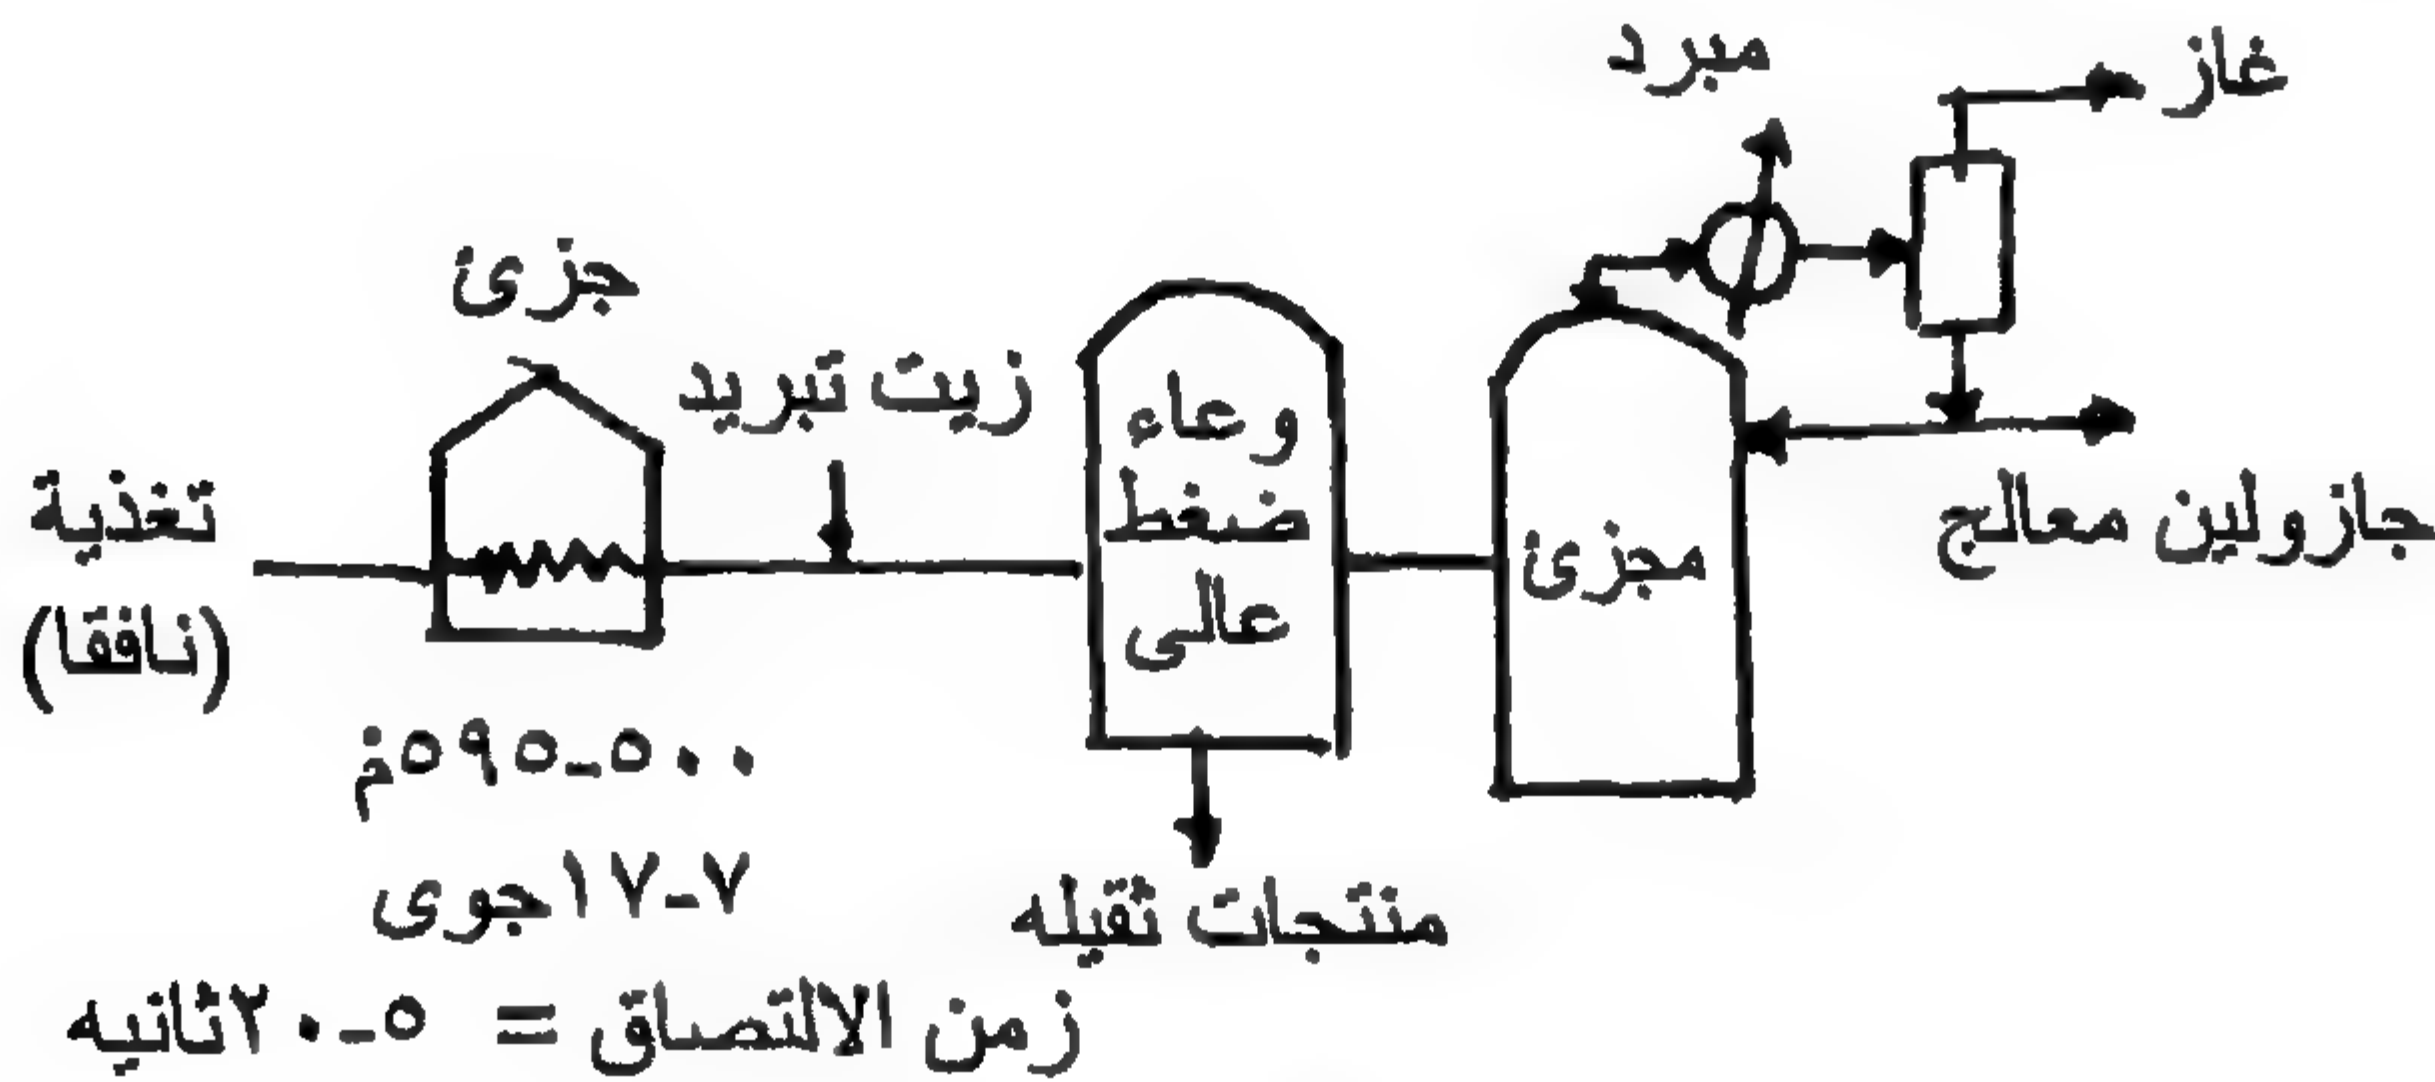 مبرد
غاز
جزئ
زيت تبريد
تغذية
(نافقا)
وعاء
ضغط
عالى
مجزئ
جازولين معالج
٥٠٠-٥٩٥م
٧-١٧جوى
منتجات ثقيله
زمن الالتصاق = ٥-٢٠ثانيه